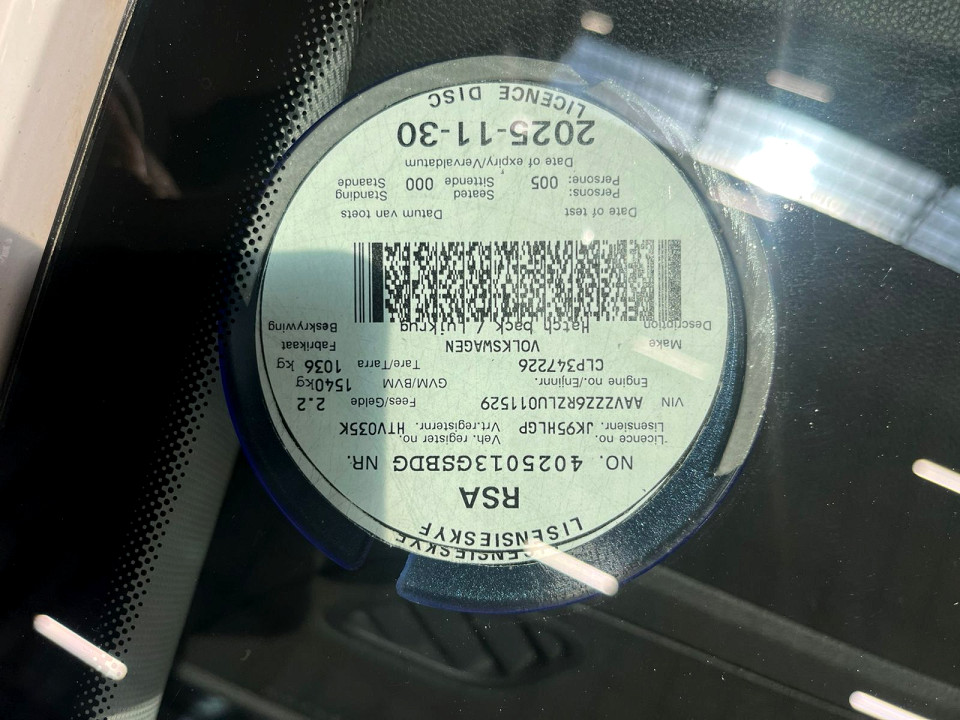 LISENSIESKYF
LISENSIESKYF
RSA
NO. 4025013GSBDG NR.
Licence no. Veh. register no.
Lisensienr. JK95HLGP Vrt.registernr. HTV035K
VIN AAVZZZ6RZLU011529 Fees/Gelde 2.2
Engine no./Enjinnr. GVM/BVM 1540kg
CLP347226 Tare/Tarra 1036 kg
Make VOLKSWAGEN Fabrikaat
Description Hatch back / Luikrug Beskrywing
Date of test Datum van toets
Persons: Seated Standing
Persone: 005 Sittende 000 Staande
Date of expiry/Vervaldatum
2025-11-30
LICENCE DISC